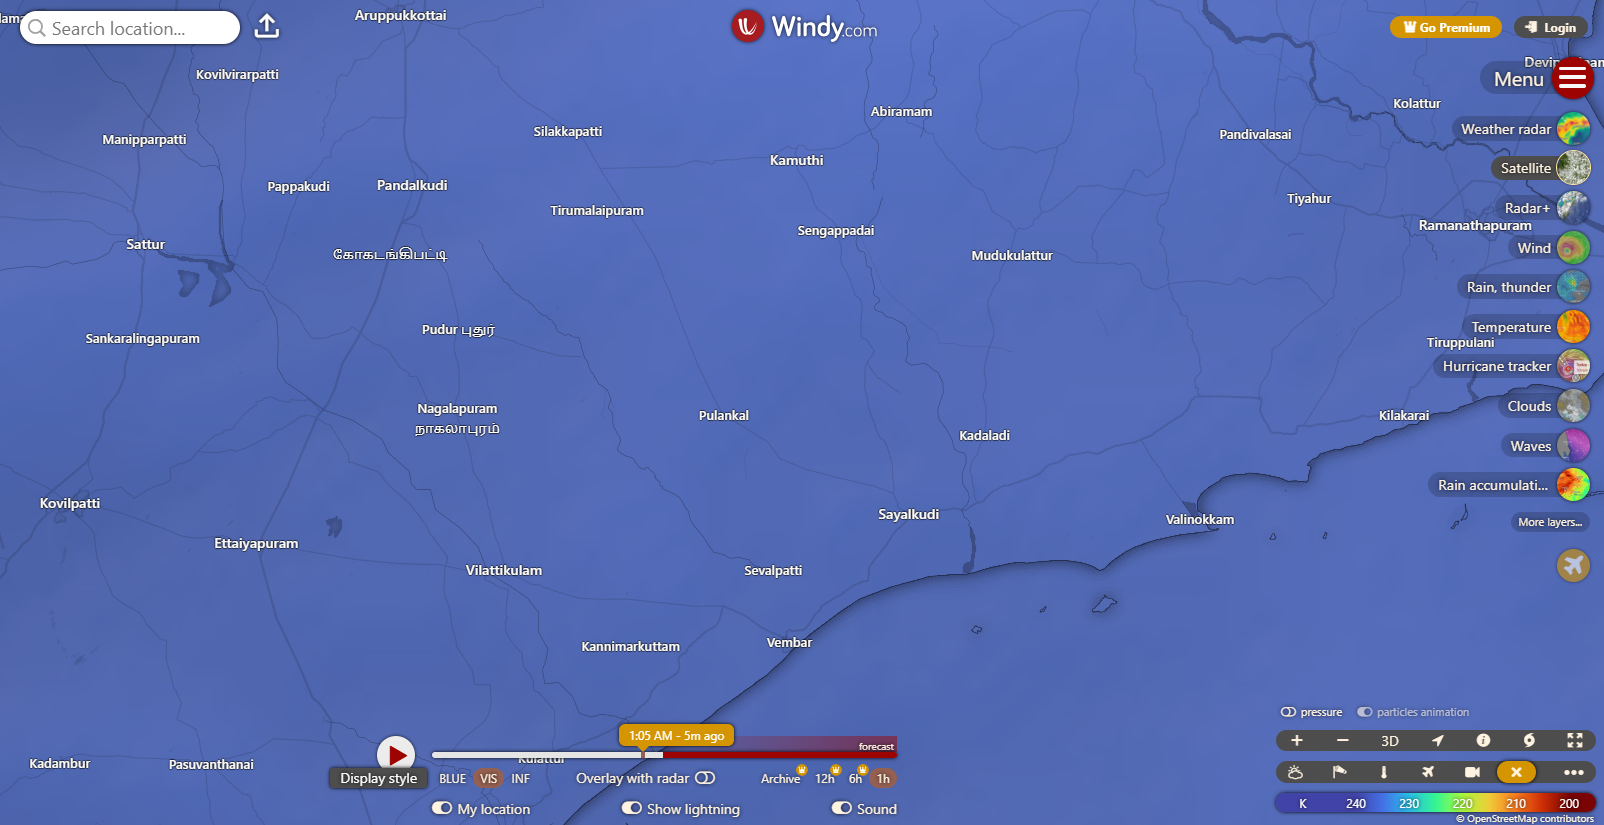 Search location...
Windy.com
Go Premium
Login
Menu
Aruppukkottai
Kovilvirarpatti
Abiramam
Kolattur
Silakkapatti
Pandivalasai
Weather radar
Manipparpatti
Kamuthi
Satellite
Pappakudi
Pandalkudi
Tirumalaipuram
Tiyahur
Radar+
Sengappadai
Ramanathapuram
Sattur
Wind
கோகடங்கிபட்டி
Mudukulattur
Rain, thunder
Pudur புதுர்
Temperature
Sankaralingapuram
Tiruppulani
Hurricane tracker
Nagalapuram
நாகலாபுரம்
Pulankal
Clouds
Kilakarai
Kadaladi
Waves
Rain accumulati...
Kovilpatti
Sayalkudi
Valinokkam
More layers...
Ettaiyapuram
Vilattikulam
Sevalpatti
Kannimarkuttam
Vembar
pressure
particles animation
1:05 AM - 5m ago
forecast
3D
Kadambur
Pasuvanthanai
Kulattur
Display style
BLUE VIS INF
Overlay with radar
Archive 12h 6h 1h
My location
Show lightning
Sound
K 240 230 220 210 200
© OpenStreetMap contributors